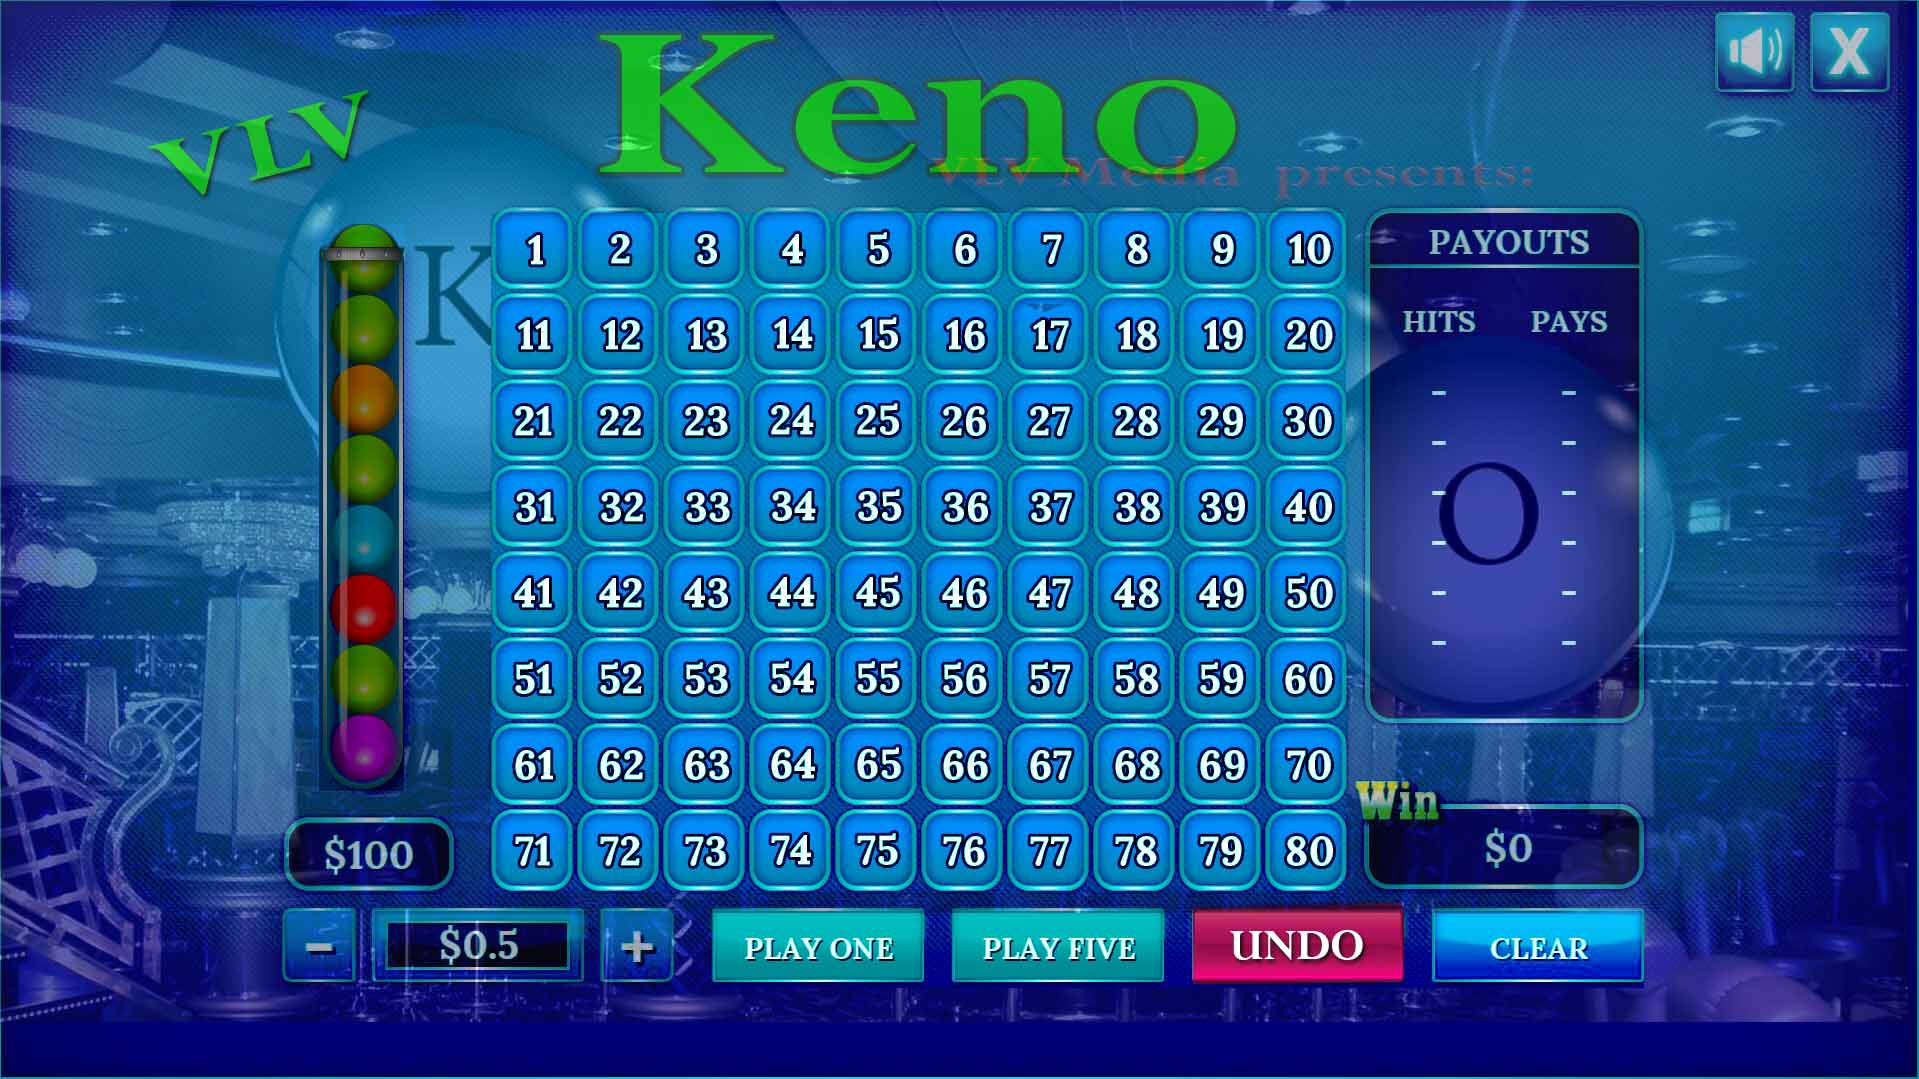 Keno
VLV
VLV Media presents:
X
K
1 2 3 4 5 6 7 8 9 10
11 12 13 14 15 16 17 18 19 20
21 22 23 24 25 26 27 28 29 30
31 32 33 34 35 36 37 38 39 40
41 42 43 44 45 46 47 48 49 50
51 52 53 54 55 56 57 58 59 60
61 62 63 64 65 66 67 68 69 70
71 72 73 74 75 76 77 78 79 80
PAYOUTS
HITS PAYS
- -
- -
- -
- -
- -
- -
O
Win
$100
$0
- $0.5 +
PLAY ONE
PLAY FIVE
UNDO
CLEAR